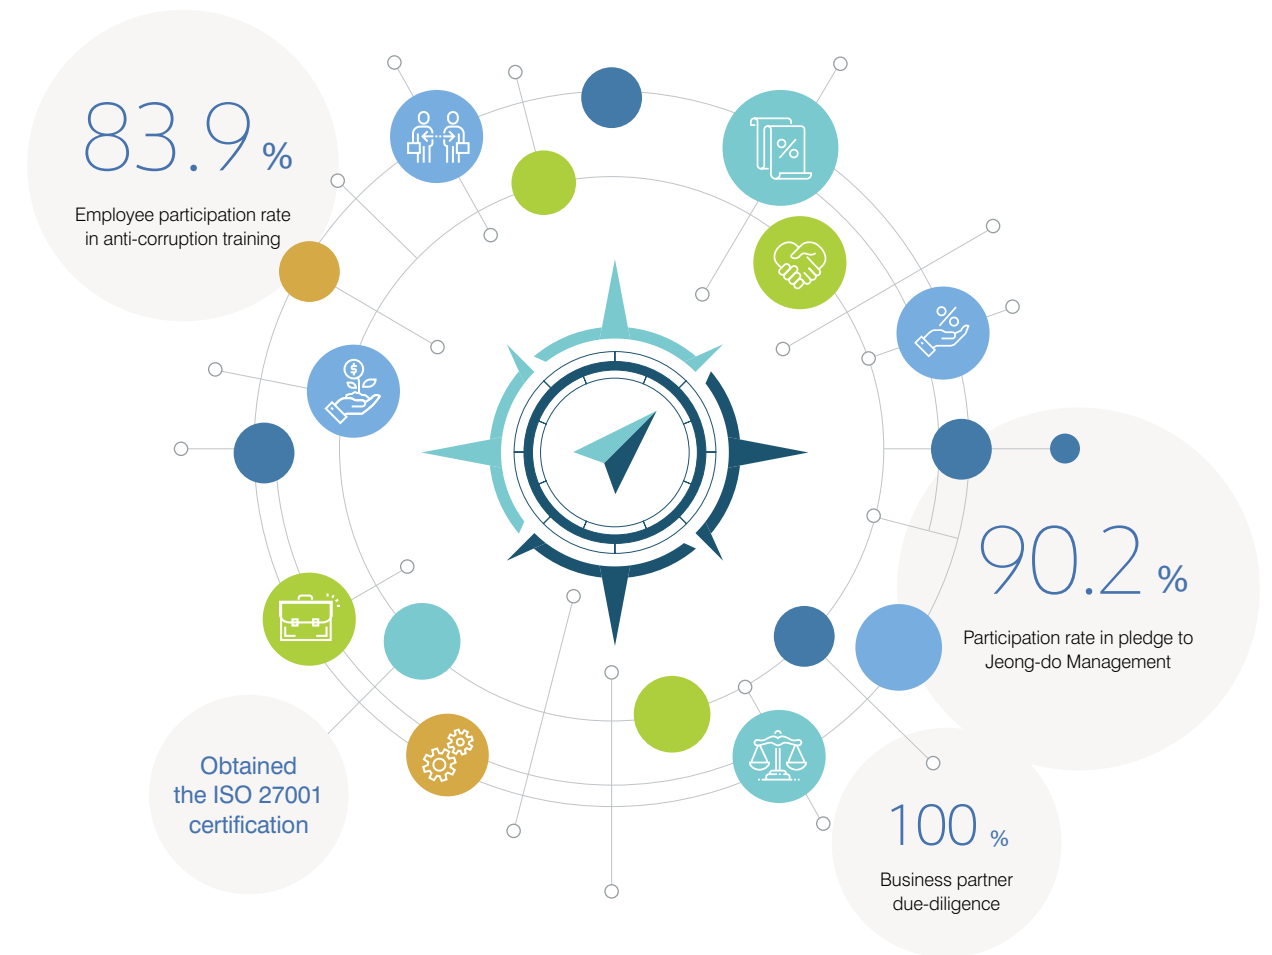 83.9 %
Employee participation rate
in anti-corruption training
90.2 %
Participation rate in pledge to
Jeong-do Management
Obtained
the ISO 27001
certification
100 %
Business partner
due-diligence